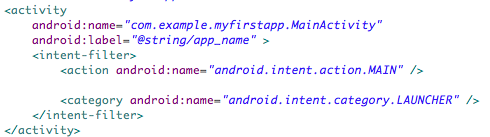 <activity
android:name="com.example.myfirstapp.MainActivity"
android:label="@string/app_name" >
<intent-filter>
<action android:name="android.intent.action.MAIN" />
<category android:name="android.intent.category.LAUNCHER" />
</intent-filter>
</activity>